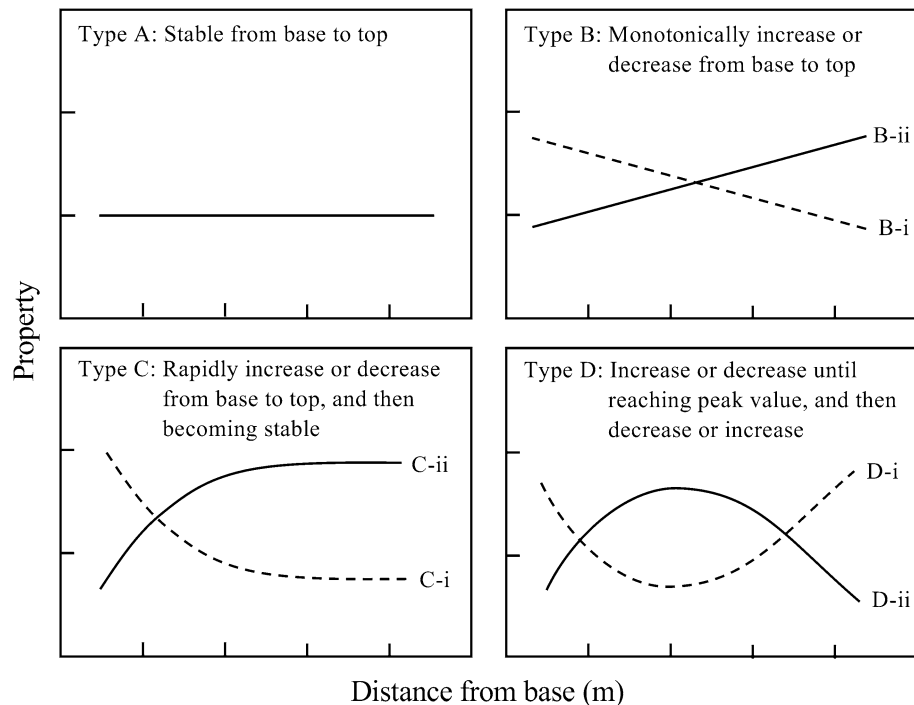 Type A: Stable from base to top
Type B: Monotonically increase or
decrease from base to top
B-ii
B-i
Property
Type C: Rapidly increase or decrease
from base to top, and then
becoming stable
C-ii
C-i
Type D: Increase or decrease until
reaching peak value, and then
decrease or increase
D-i
D-ii
Distance from base (m)